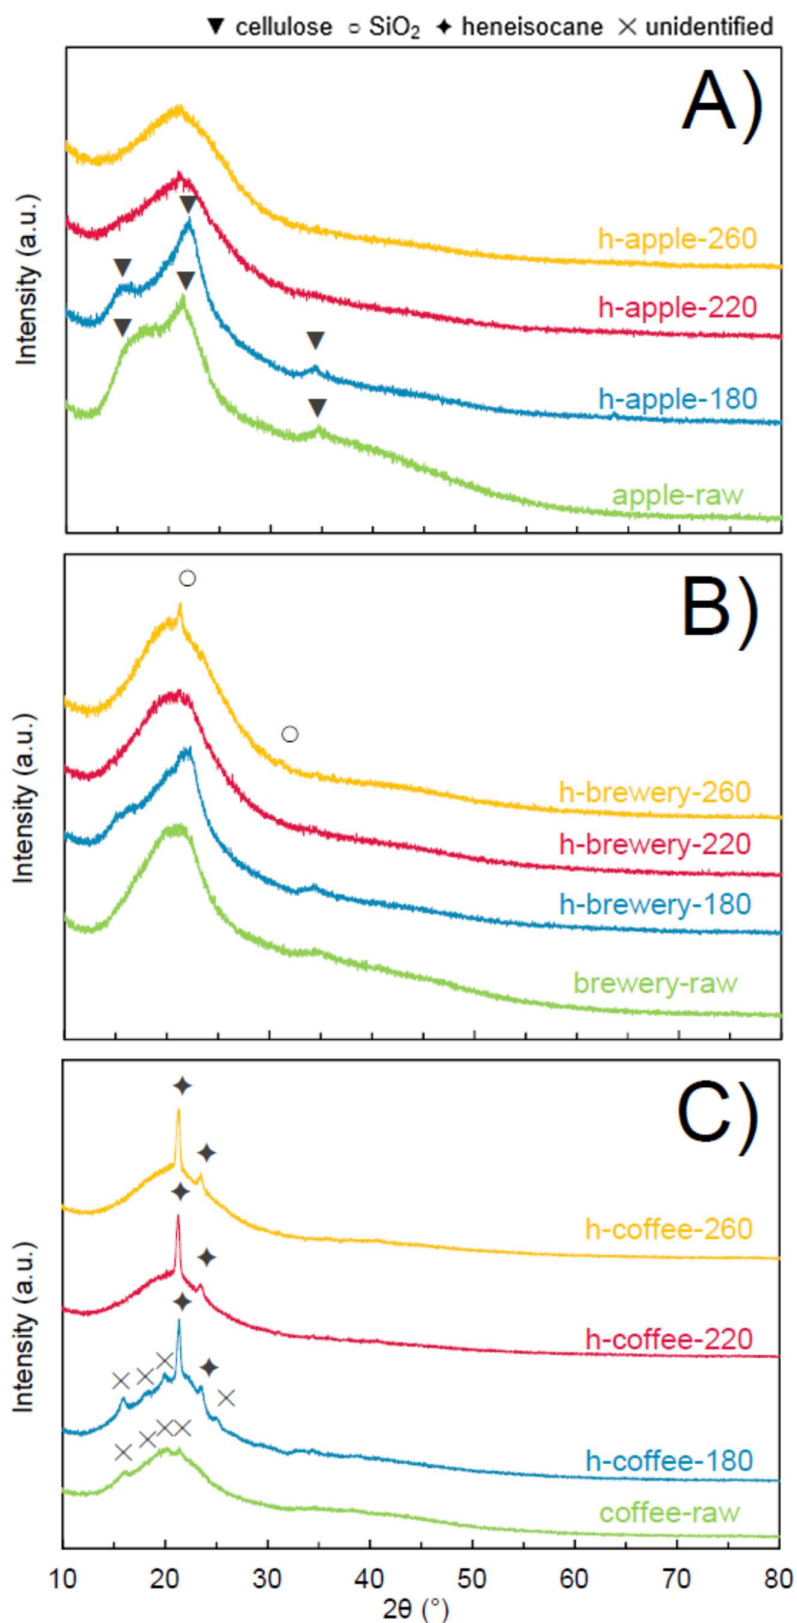 ▼ cellulose ○ SiO₂ ✦ heneisocane × unidentified
A)
Intensity (a.u.)
h-apple-260
h-apple-220
h-apple-180
apple-raw
B)
Intensity (a.u.)
h-brewery-260
h-brewery-220
h-brewery-180
brewery-raw
C)
Intensity (a.u.)
h-coffee-260
h-coffee-220
h-coffee-180
coffee-raw
10 20 30 40 50 60 70 80
2θ (°)